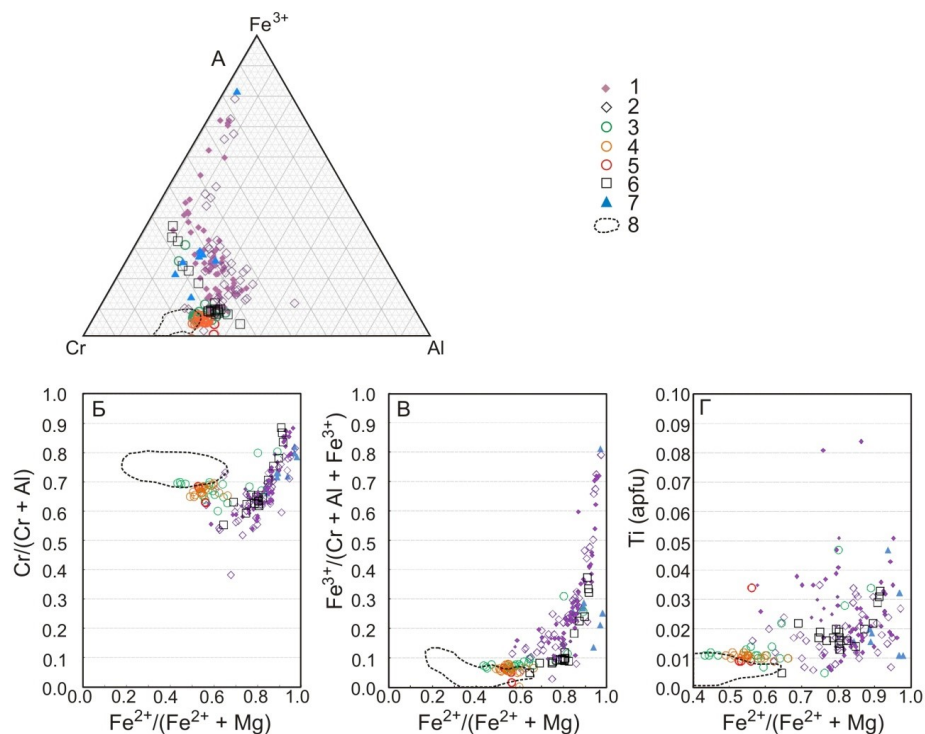 Fe³⁺
А
Cr
Al
1
2
3
4
5
6
7
8
Б
Cr/(Cr + Al)
1.0
0.9
0.8
0.7
0.6
0.5
0.4
0.3
0.2
0.1
0.0
0.0 0.2 0.4 0.6 0.8 1.0
Fe²⁺/(Fe²⁺ + Mg)
В
Fe³⁺/(Cr + Al + Fe³⁺)
1.0
0.9
0.8
0.7
0.6
0.5
0.4
0.3
0.2
0.1
0.0
0.0 0.2 0.4 0.6 0.8 1.0
Fe²⁺/(Fe²⁺ + Mg)
Г
Ti (apfu)
0.10
0.09
0.08
0.07
0.06
0.05
0.04
0.03
0.02
0.01
0.0
0.4 0.5 0.6 0.7 0.8 0.9 1.0
Fe²⁺/(Fe²⁺ + Mg)